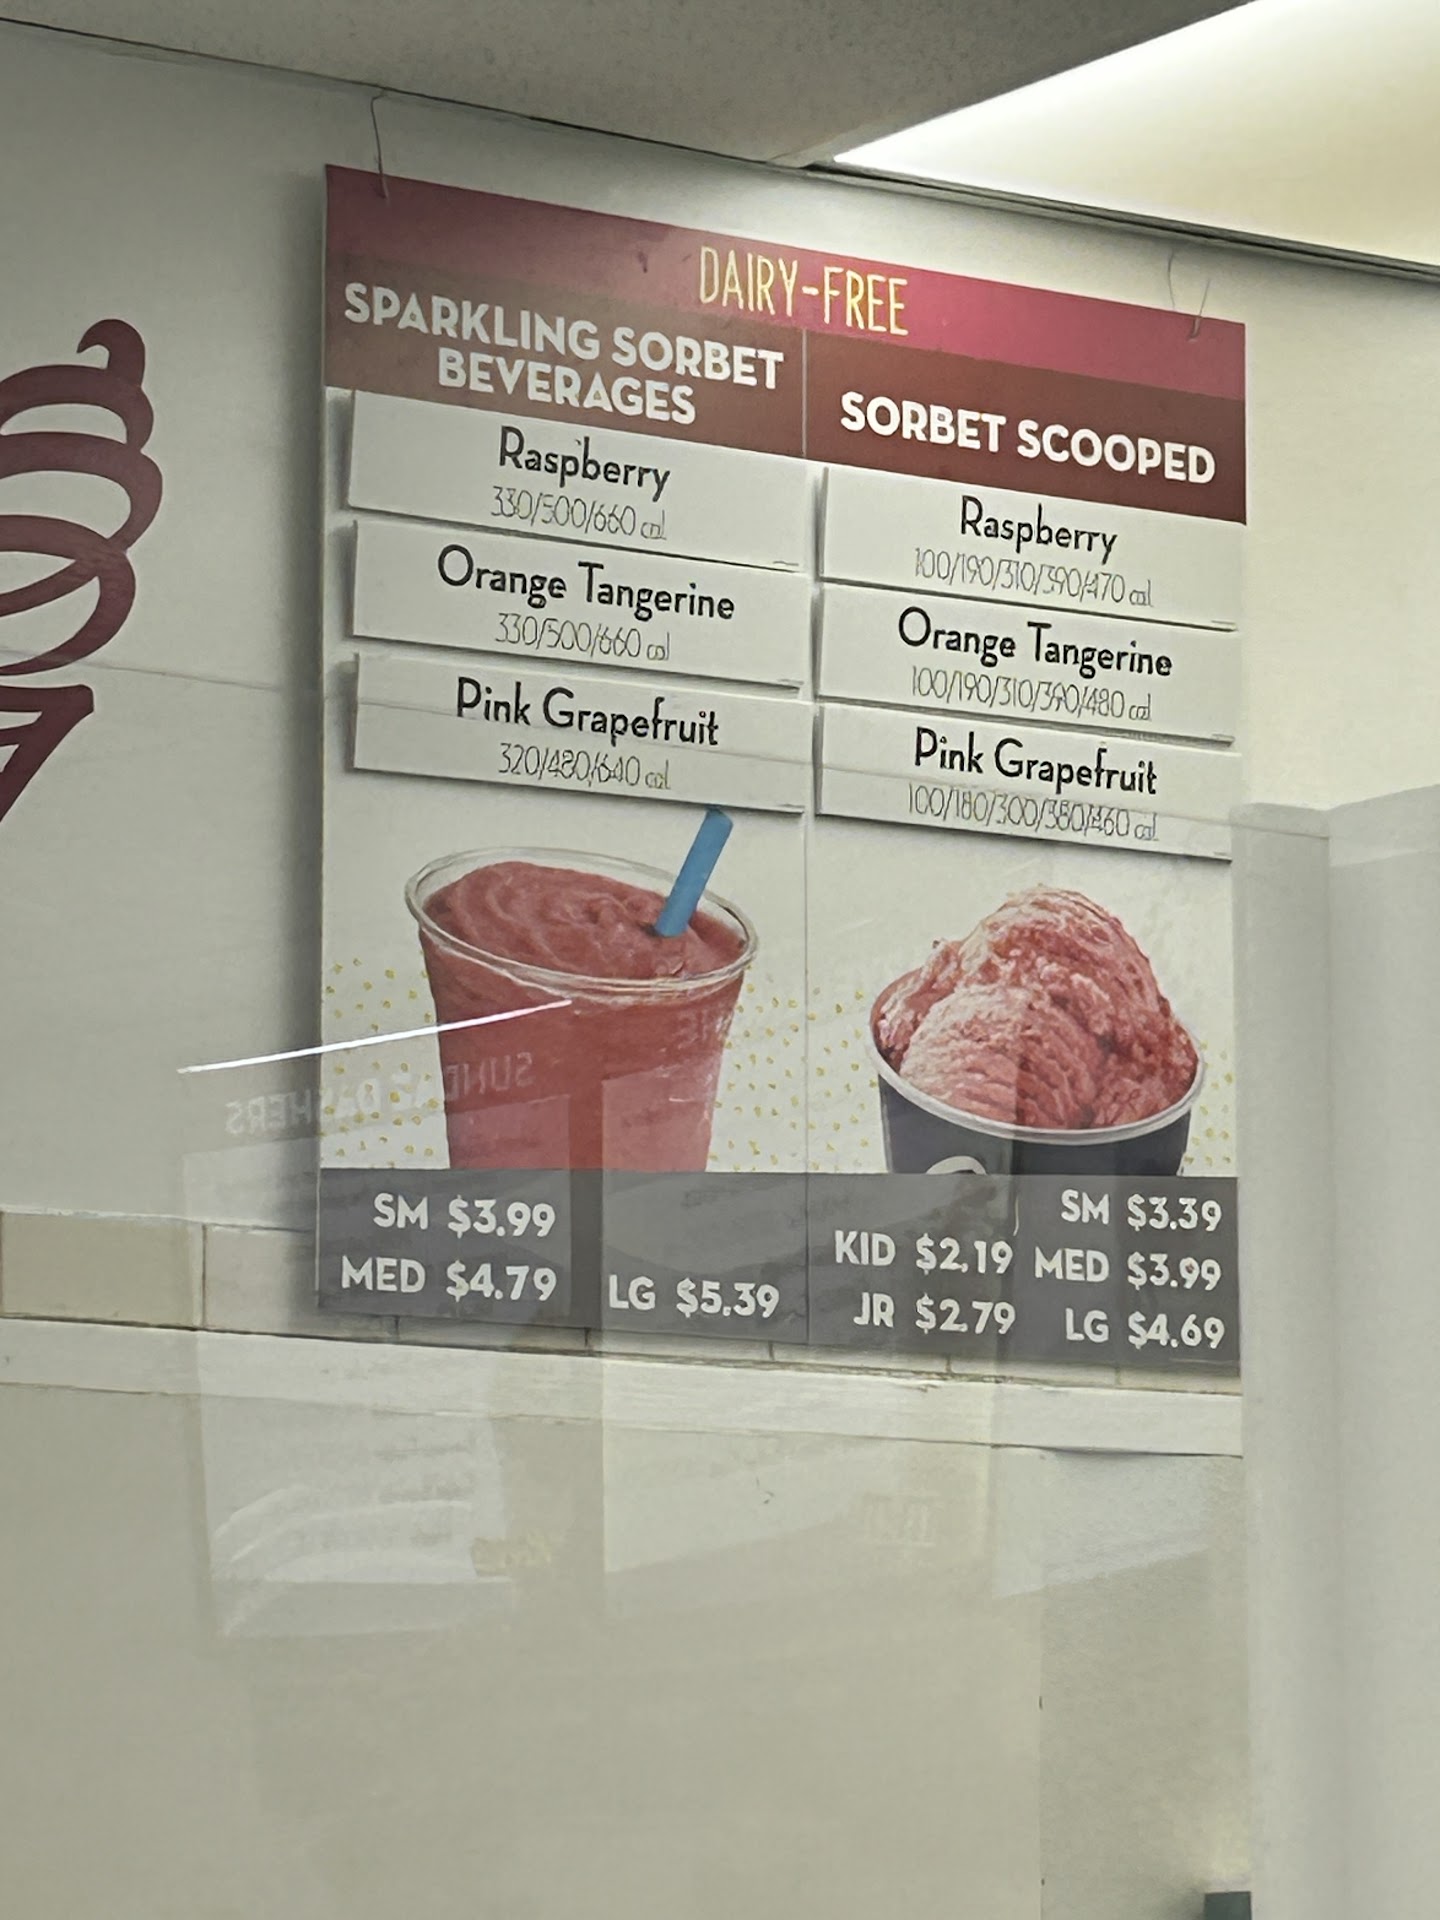 DAIRY-FREE
SPARKLING SORBET
BEVERAGES
Raspberry
330/500/660 cal
Orange Tangerine
330/500/660 cal
Pink Grapefruit
320/480/640 cal
SM $3.99
MED $4.79
LG $5.39
SORBET SCOOPED
Raspberry
100/190/310/390/470 cal
Orange Tangerine
100/190/310/390/480 cal
Pink Grapefruit
100/180/300/380/460 cal
KID $2.19
JR $2.79
SM $3.39
MED $3.99
LG $4.69